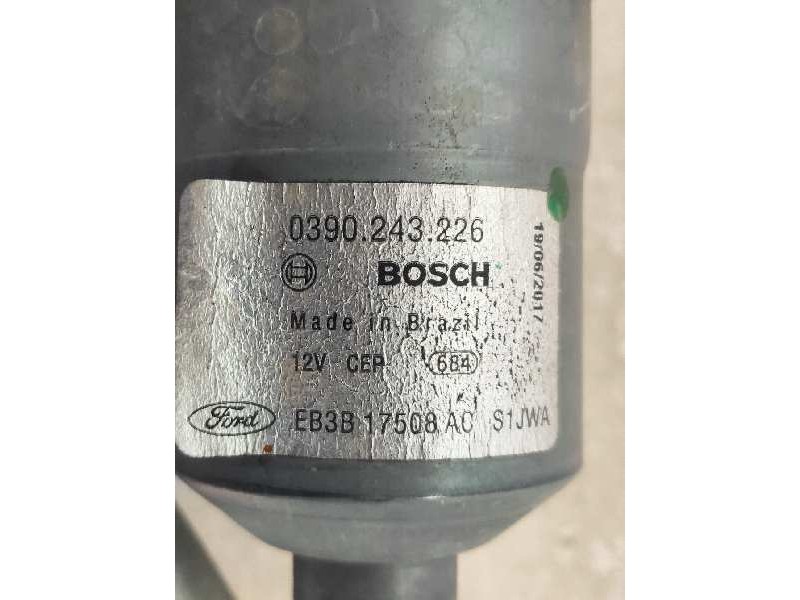 0390.243.226
BOSCH
Made in Brazil
12V CEP 684
Ford EB3B 17508 AC S1JWA
19/06/2017